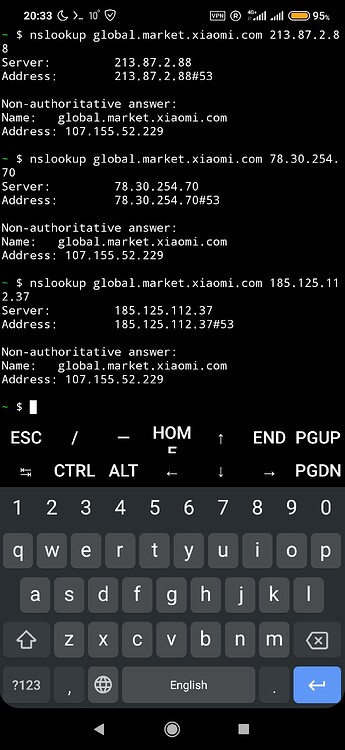 20:33 >_ 10° VPN R 4G+ 95%
~ $ nslookup global.market.xiaomi.com 213.87.2.8
8
Server: 213.87.2.88
Address: 213.87.2.88#53
Non-authoritative answer:
Name: global.market.xiaomi.com
Address: 107.155.52.229
~ $ nslookup global.market.xiaomi.com 78.30.254.
70
Server: 78.30.254.70
Address: 78.30.254.70#53
Non-authoritative answer:
Name: global.market.xiaomi.com
Address: 107.155.52.229
~ $ nslookup global.market.xiaomi.com 185.125.11
2.37
Server: 185.125.112.37
Address: 185.125.112.37#53
Non-authoritative answer:
Name: global.market.xiaomi.com
Address: 107.155.52.229
~ $
ESC / – HOM
E ↑ END PGUP
↹ CTRL ALT ← ↓ → PGDN
1 2 3 4 5 6 7 8 9 0
q w e r t y u i o p
a s d f g h j k l
z x c v b n m
?123 , English .